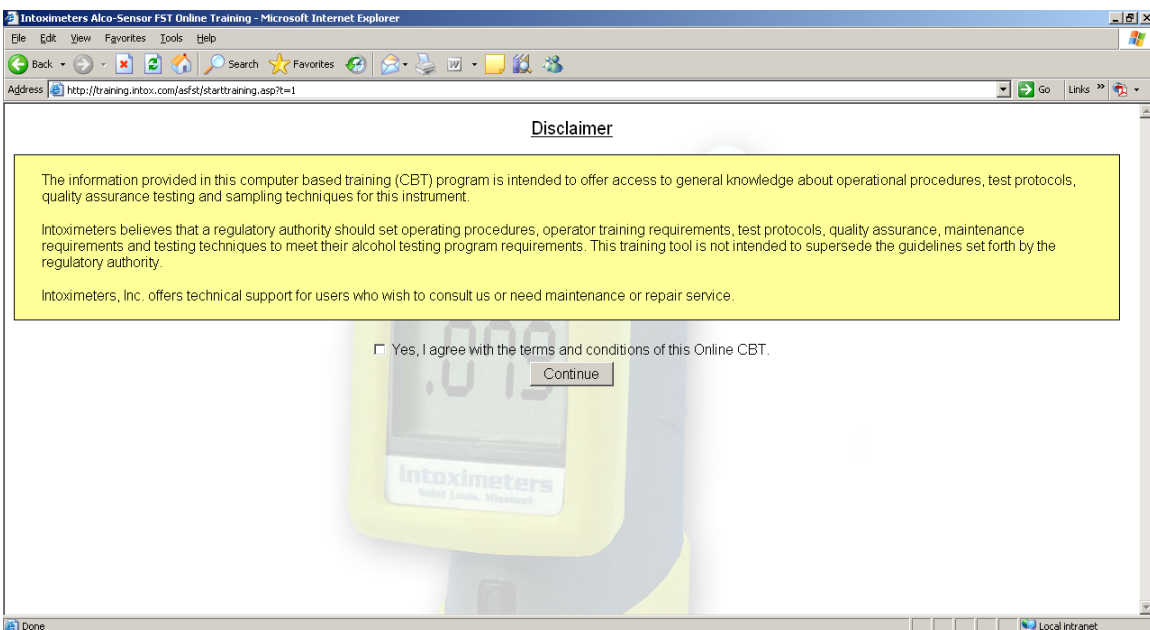 Intoximeters Alco-Sensor FST Online Training - Microsoft Internet Explorer
File Edit View Favorites Tools Help
Back Search Favorites
Address http://training.intox.com/asfst/starttraining.asp?t=1 Go Links »
Disclaimer
The information provided in this computer based training (CBT) program is intended to offer access to general knowledge about operational procedures, test protocols,
quality assurance testing and sampling techniques for this instrument.
Intoximeters believes that a regulatory authority should set operating procedures, operator training requirements, test protocols, quality assurance, maintenance
requirements and testing techniques to meet their alcohol testing program requirements. This training tool is not intended to supersede the guidelines set forth by the
regulatory authority.
Intoximeters, Inc. offers technical support for users who wish to consult us or need maintenance or repair service.
Yes, I agree with the terms and conditions of this Online CBT.
Continue
.079
Intoximeters
Saint Louis, Missouri
Done Local intranet